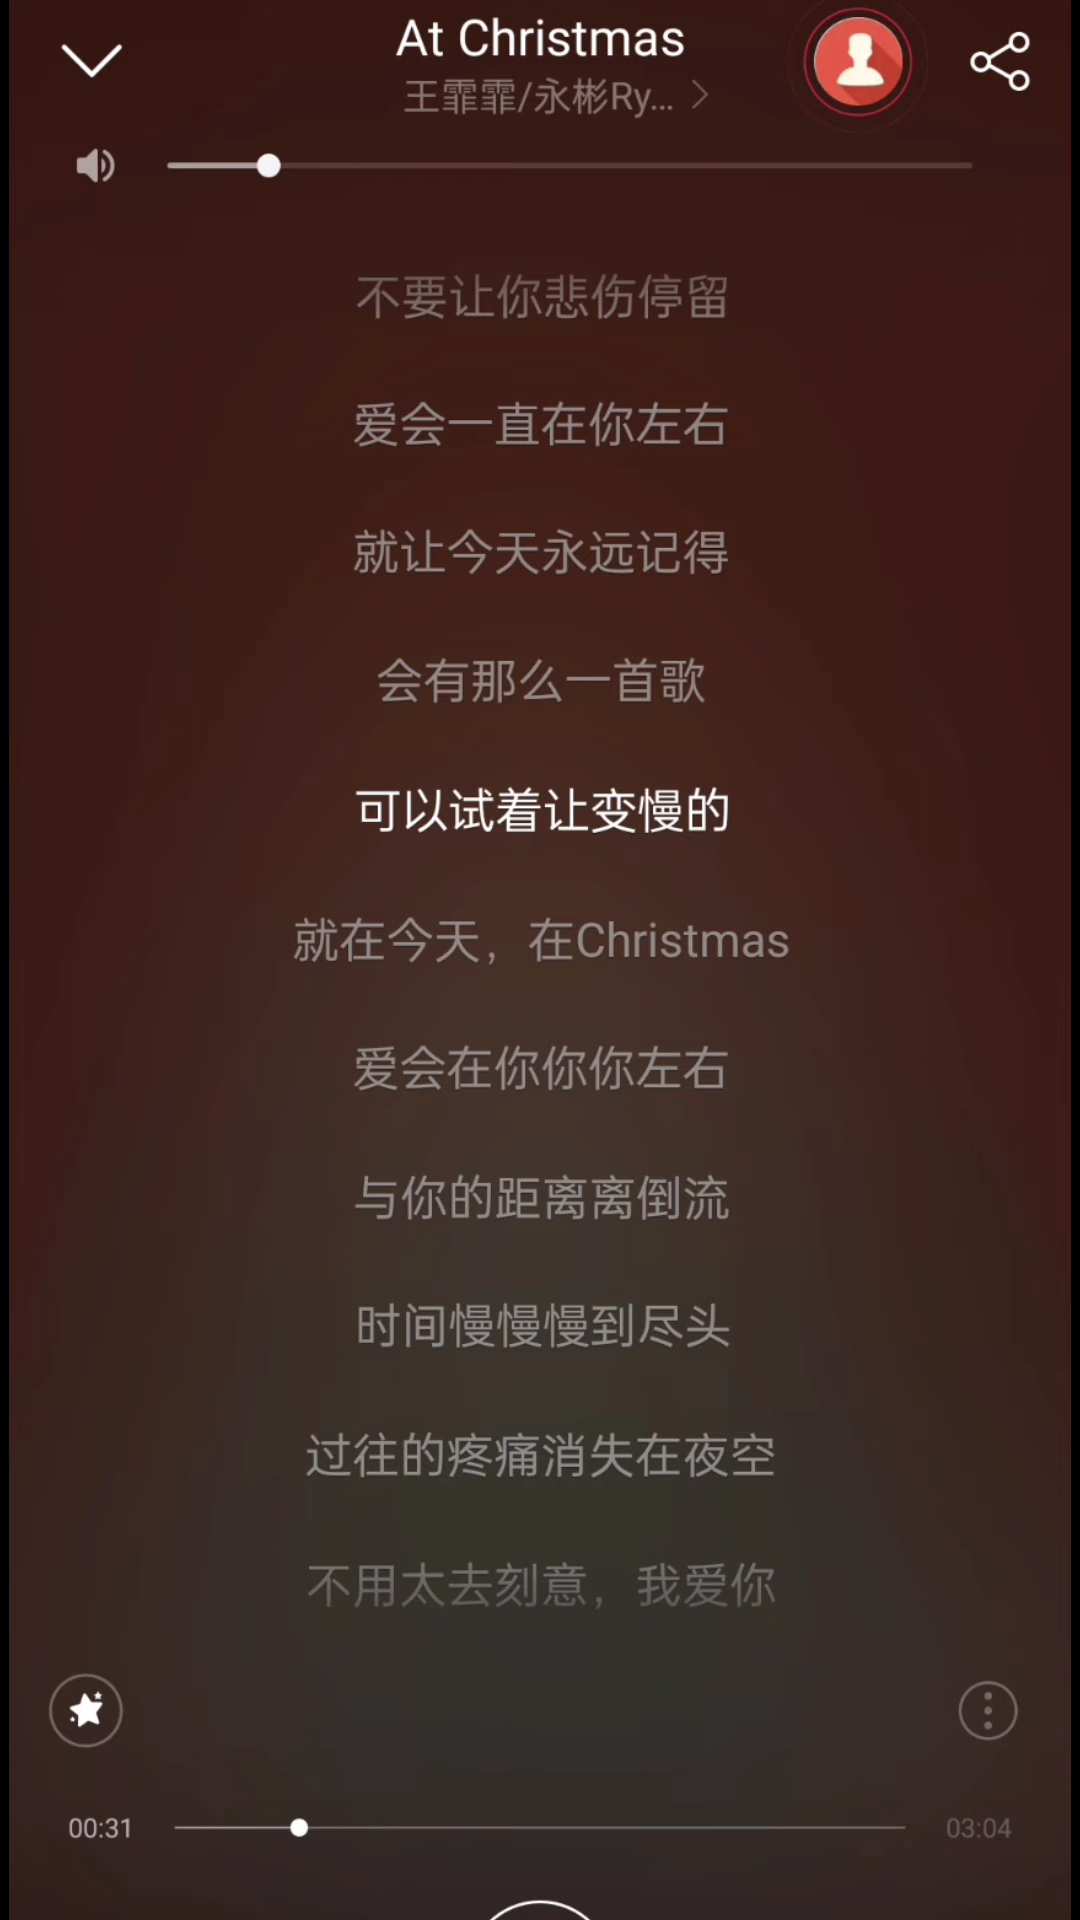 At Christmas
王霏霏/永彬Ry...
不要让你悲伤停留
爱会一直在你左右
就让今天永远记得
会有那么一首歌
可以试着让变慢的
就在今天，在Christmas
爱会在你你你左右
与你的距离离倒流
时间慢慢慢到尽头
过往的疼痛消失在夜空
不用太去刻意，我爱你
00:31
03:04